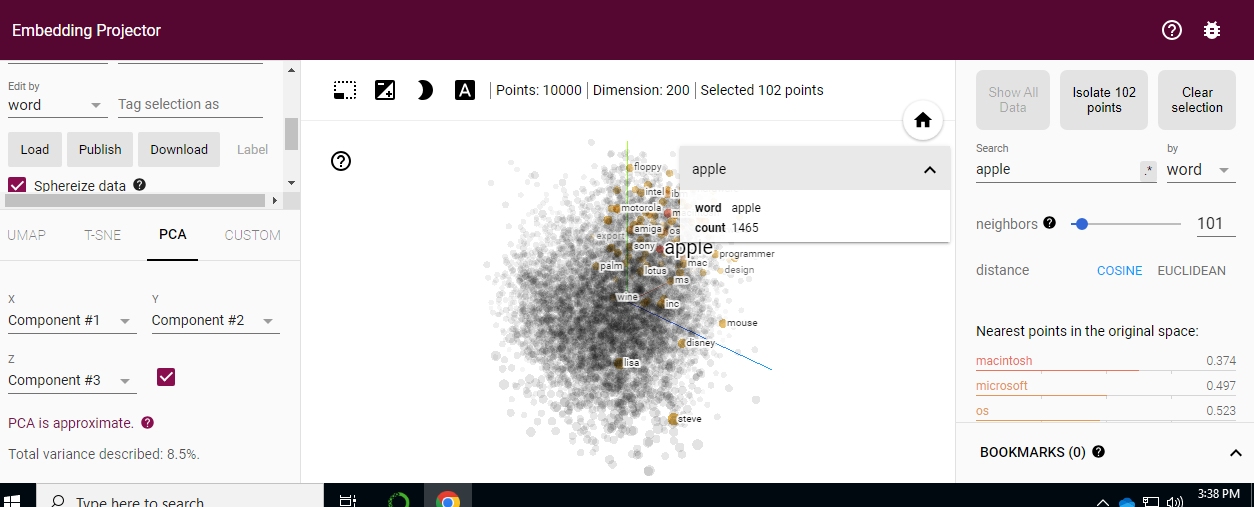 Embedding Projector
Edit by
word
Tag selection as
Load Publish Download Label
Sphereize data
UMAP T-SNE PCA CUSTOM
X
Component #1
Y
Component #2
Z
Component #3
PCA is approximate.
Total variance described: 8.5%.
A | Points: 10000 | Dimension: 200 | Selected 102 points
apple
word apple
count 1465
floppy
intel
motorola
export
amiga
os
sony
apple
programmer
palm
lotus
mac
design
ms
wine
inc
mouse
disney
lisa
steve
Show All Data
Isolate 102 points
Clear selection
Search
apple
.*
by
word
neighbors
101
distance
COSINE EUCLIDEAN
Nearest points in the original space:
macintosh 0.374
microsoft 0.497
os 0.523
BOOKMARKS (0)
Type here to search
3:38 PM